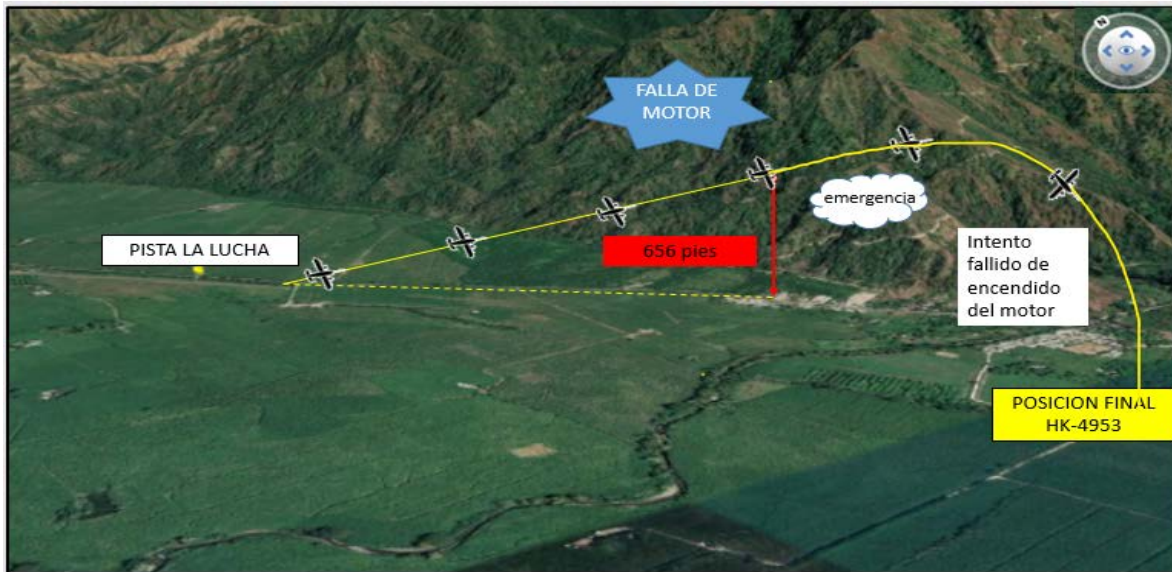 N
FALLA DE
MOTOR
emergencia
PISTA LA LUCHA
656 pies
Intento
fallido de
encendido
del motor
POSICION FINAL
HK-4953